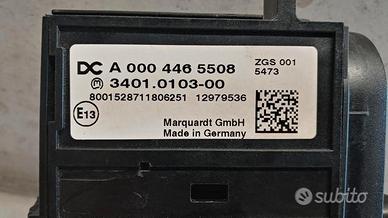 DC A 000 446 5508
ZGS 001
5473
m 3401.0103-00
8001528711806251 12979536
E13
Marquardt GmbH
Made in Germany
subito